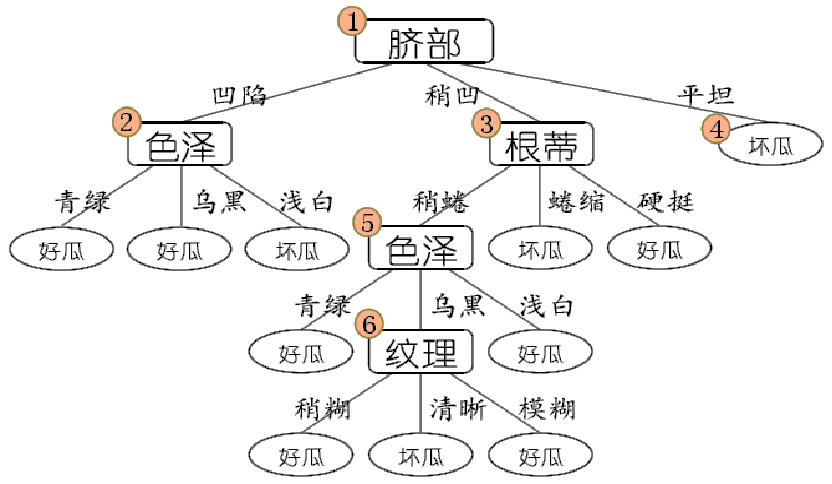 ① 脐部
凹陷 稍凹 平坦
② 色泽 ③ 根蒂 ④ 坏瓜
青绿 乌黑 浅白 稍蜷 蜷缩 硬挺
好瓜 好瓜 坏瓜 ⑤ 色泽 坏瓜 好瓜
青绿 乌黑 浅白
好瓜 ⑥ 纹理 好瓜
稍糊 清晰 模糊
好瓜 坏瓜 好瓜